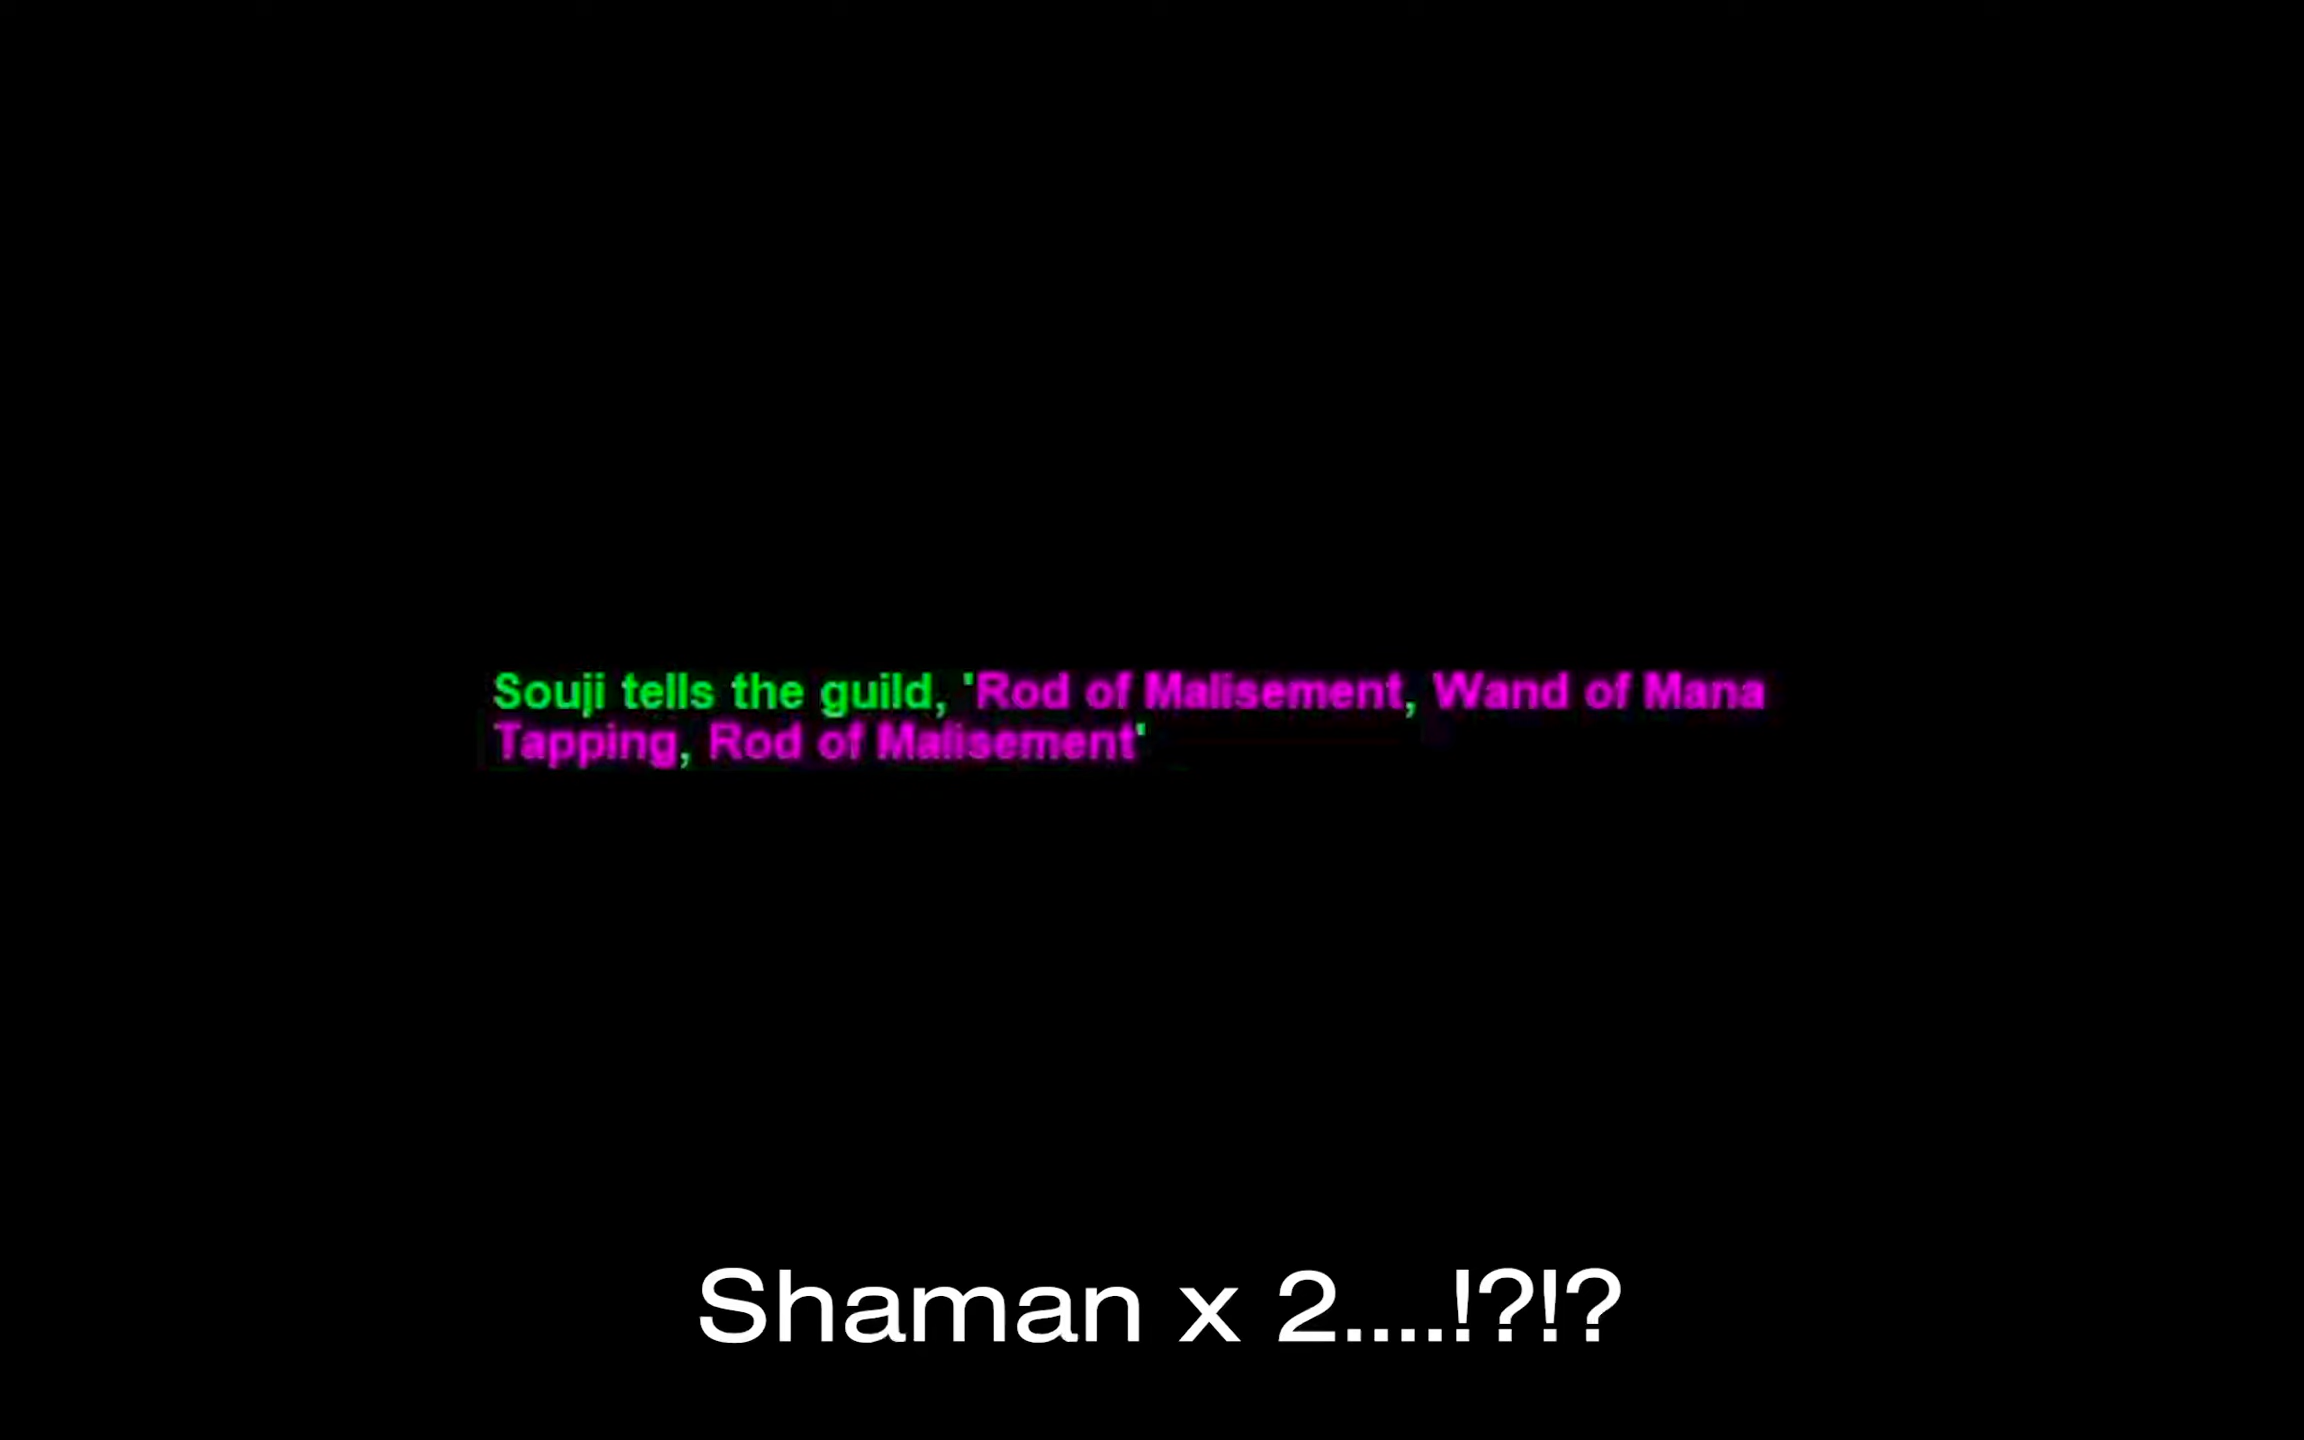 Souji tells the guild, 'Rod of Malisement, Wand of Mana
Tapping, Rod of Malisement'
Shaman x 2....!?!?